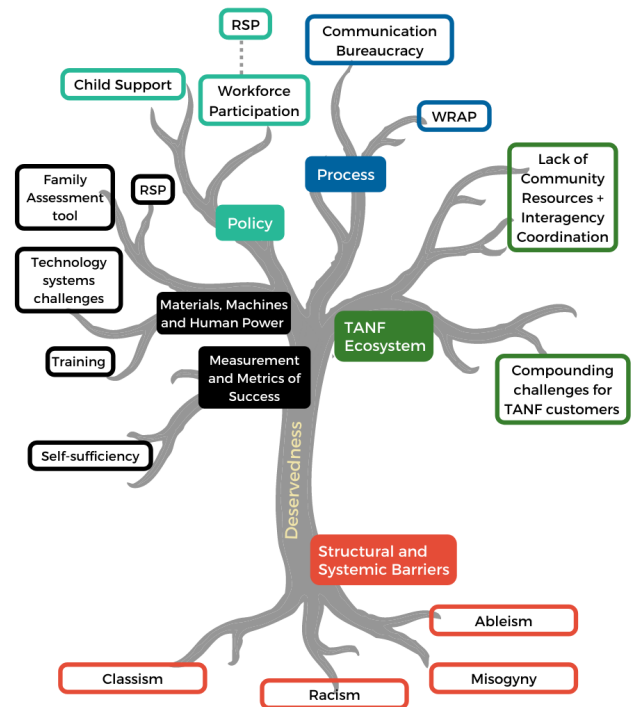 RSP
Communication
Bureaucracy
Child Support
Workforce
Participation
WRAP
Lack of
Community
Resources +
Interagency
Coordination
Process
Family
Assessment
tool
RSP
Policy
Technology
systems
challenges
Materials, Machines
and Human Power
TANF
Ecosystem
Training
Measurement
and Metrics of
Success
Compounding
challenges for
TANF customers
Self-sufficiency
Deservedness
Structural and
Systemic Barriers
Ableism
Classism
Misogyny
Racism